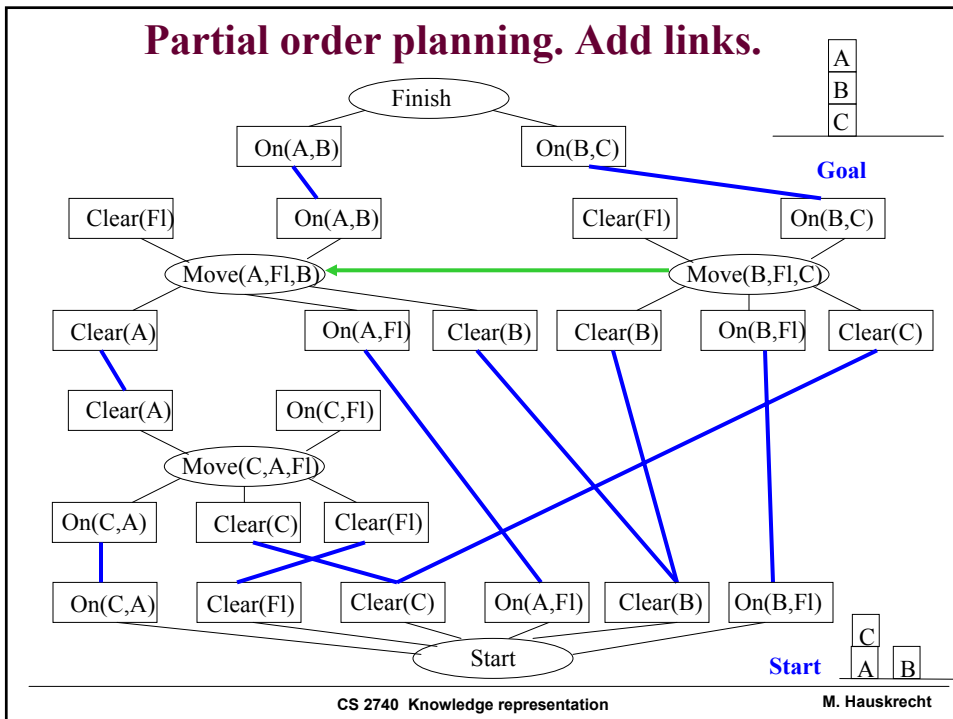 Partial order planning. Add links.
A
B
C
Finish
On(A,B) On(B,C)
Goal
Clear(Fl) On(A,B) Clear(Fl) On(B,C)
Move(A,Fl,B) Move(B,Fl,C)
Clear(A) On(A,Fl) Clear(B) Clear(B) On(B,Fl) Clear(C)
Clear(A) On(C,Fl)
Move(C,A,Fl)
On(C,A) Clear(C) Clear(Fl)
On(C,A) Clear(Fl) Clear(C) On(A,Fl) Clear(B) On(B,Fl)
C
Start Start A B
CS 2740 Knowledge representation M. Hauskrecht